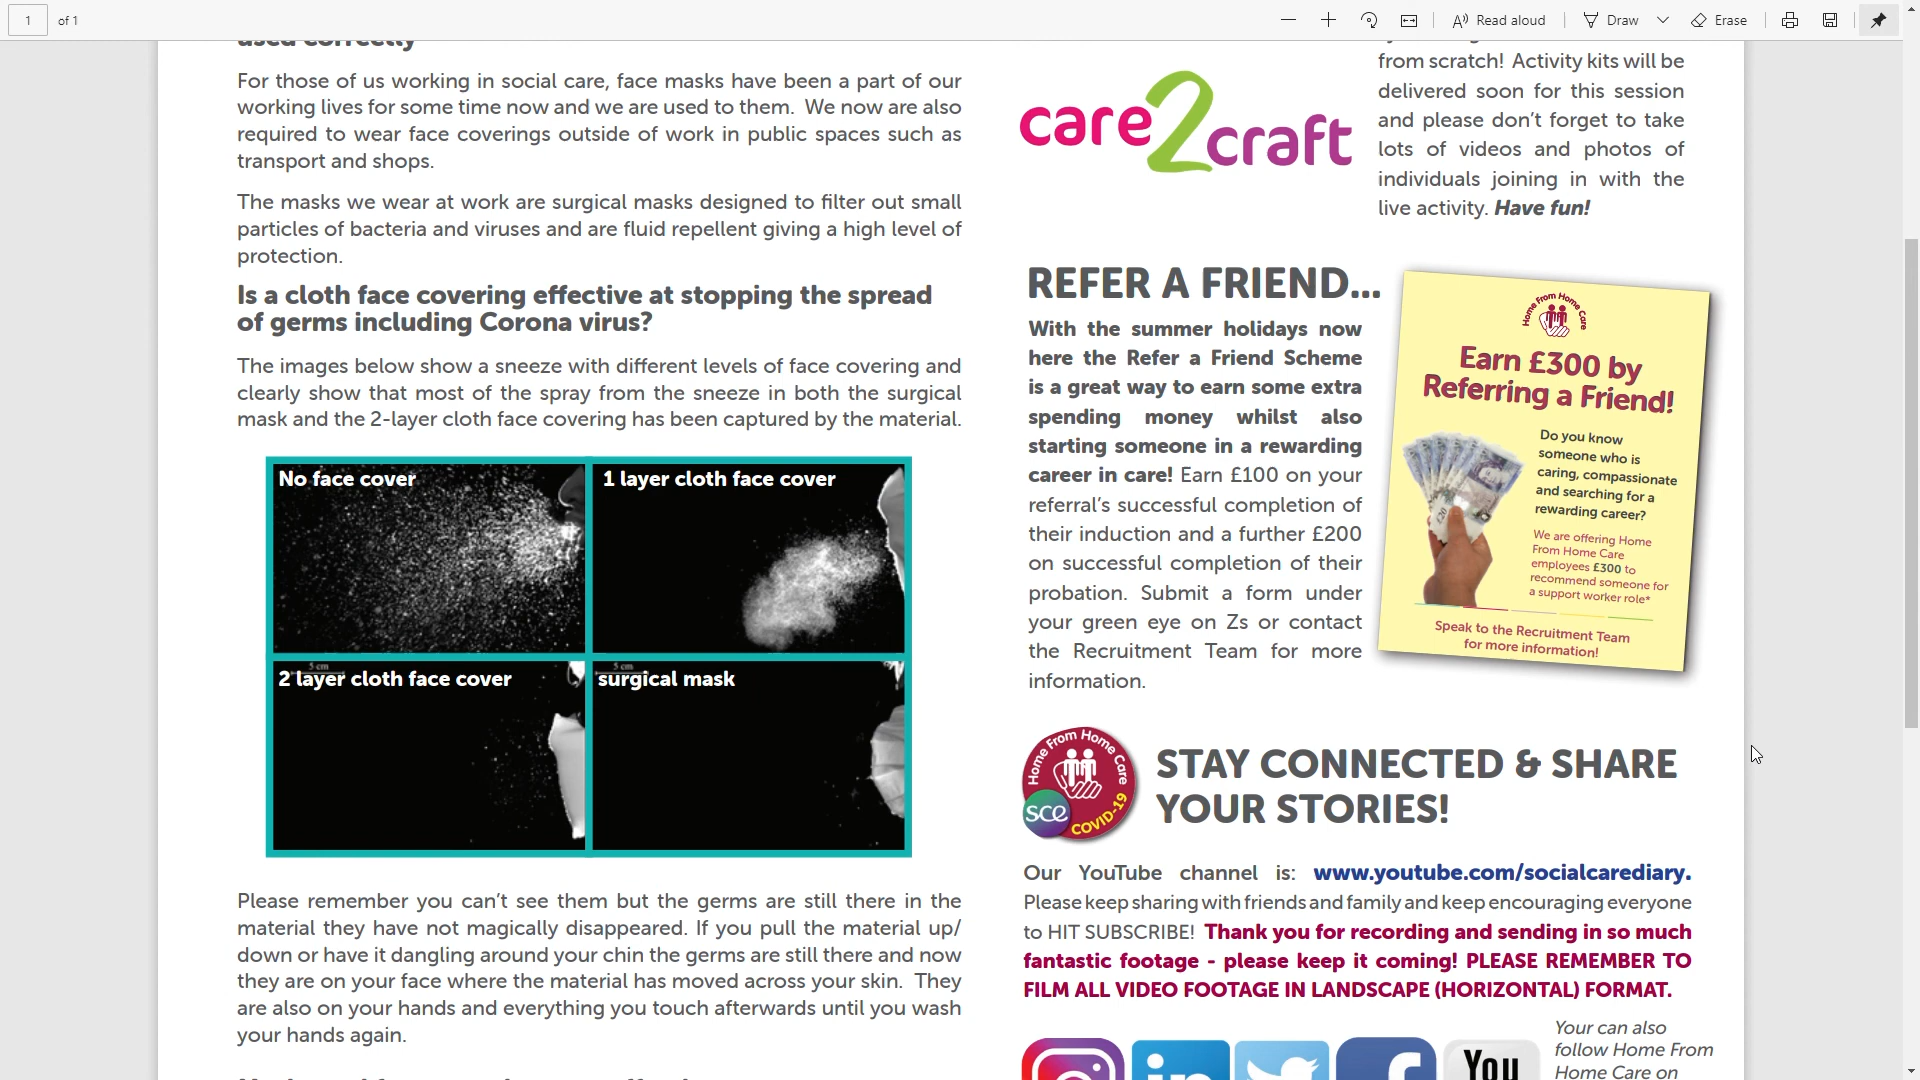 1
of 1
Read aloud
Draw
Erase
used correctly
For those of us working in social care, face masks have been a part of our
working lives for some time now and we are used to them. We now are also
required to wear face coverings outside of work in public spaces such as
transport and shops.
The masks we wear at work are surgical masks designed to filter out small
particles of bacteria and viruses and are fluid repellent giving a high level of
protection.
Is a cloth face covering effective at stopping the spread
of germs including Corona virus?
The images below show a sneeze with different levels of face covering and
clearly show that most of the spray from the sneeze in both the surgical
mask and the 2-layer cloth face covering has been captured by the material.
No face cover
1 layer cloth face cover
5 cm
2 layer cloth face cover
5 cm
surgical mask
Please remember you can't see them but the germs are still there in the
material they have not magically disappeared. If you pull the material up/
down or have it dangling around your chin the germs are still there and now
they are on your face where the material has moved across your skin. They
are also on your hands and everything you touch afterwards until you wash
your hands again.
care2craft
from scratch! Activity kits will be
delivered soon for this session
and please don't forget to take
lots of videos and photos of
individuals joining in with the
live activity. Have fun!
REFER A FRIEND...
With the summer holidays now
here the Refer a Friend Scheme
is a great way to earn some extra
spending money whilst also
starting someone in a rewarding
career in care! Earn £100 on your
referral's successful completion of
their induction and a further £200
on successful completion of their
probation. Submit a form under
your green eye on Zs or contact
the Recruitment Team for more
information.
Home From Home Care
Earn £300 by
Referring a Friend!
Do you know
someone who is
caring, compassionate
and searching for a
rewarding career?
We are offering Home
From Home Care
employees £300 to
recommend someone for
a support worker role*
£20
Speak to the Recruitment Team
for more information!
Home From Home Care
sce
COVID-19
STAY CONNECTED & SHARE
YOUR STORIES!
Our YouTube channel is: www.youtube.com/socialcarediary.
Please keep sharing with friends and family and keep encouraging everyone
to HIT SUBSCRIBE! Thank you for recording and sending in so much
fantastic footage - please keep it coming! PLEASE REMEMBER TO
FILM ALL VIDEO FOOTAGE IN LANDSCAPE (HORIZONTAL) FORMAT.
in
f
You
Your can also
follow Home From
Home Care on